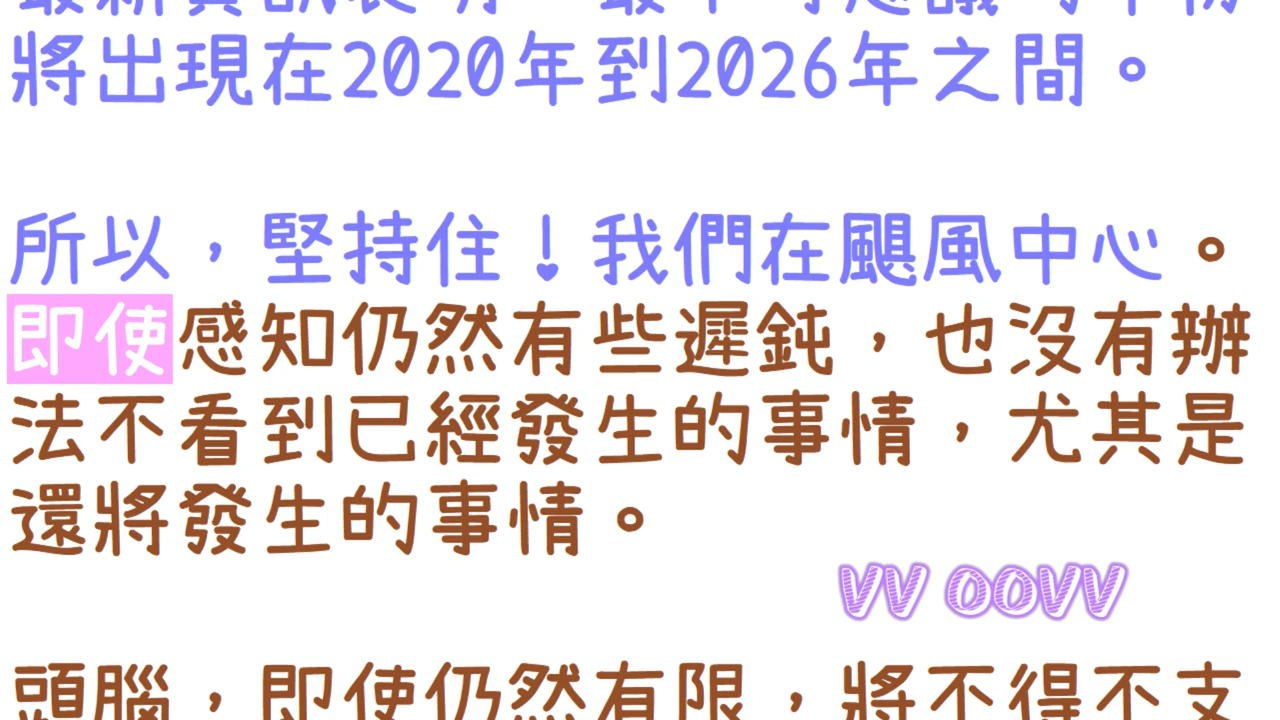 將出現在2020年到2026年之間。
所以，堅持住！我們在颶風中心。
即使感知仍然有些遲鈍，也沒有辦
法不看到已經發生的事情，尤其是
還將發生的事情。
VV OOVV
頭腦，即使仍然有限，將不得不支